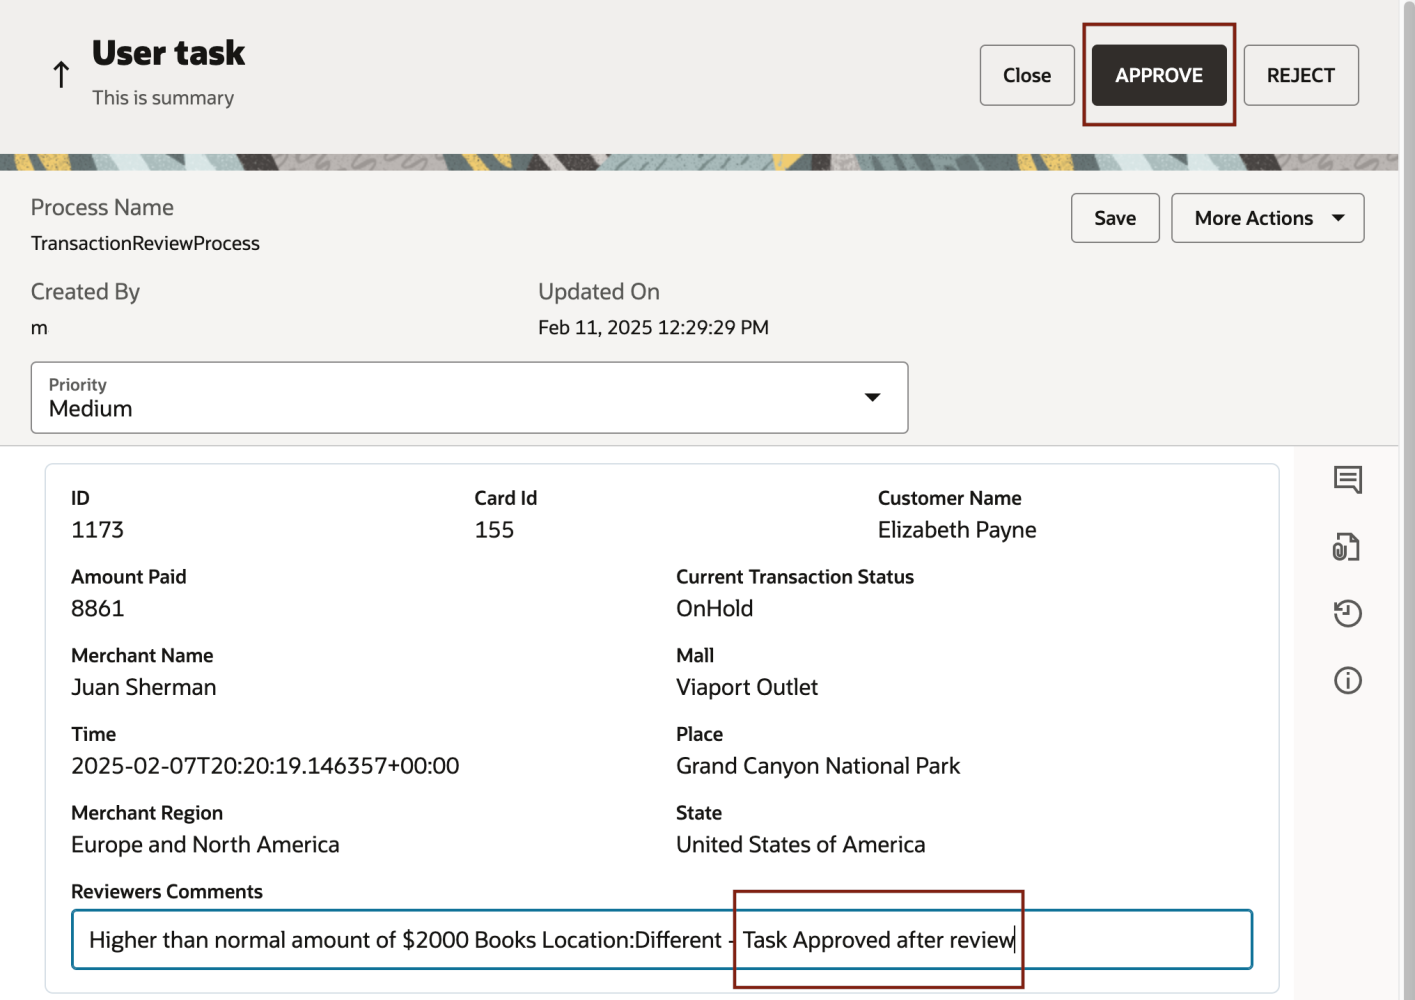 User task
This is summary
Close
APPROVE
REJECT
Process Name
TransactionReviewProcess
Save
More Actions
Created By
m
Updated On
Feb 11, 2025 12:29:29 PM
Priority
Medium
ID
1173
Card Id
155
Customer Name
Elizabeth Payne
Amount Paid
8861
Current Transaction Status
OnHold
Merchant Name
Juan Sherman
Mall
Viaport Outlet
Time
2025-02-07T20:20:19.146357+00:00
Place
Grand Canyon National Park
Merchant Region
Europe and North America
State
United States of America
Reviewers Comments
Higher than normal amount of $2000 Books Location:Different - Task Approved after review